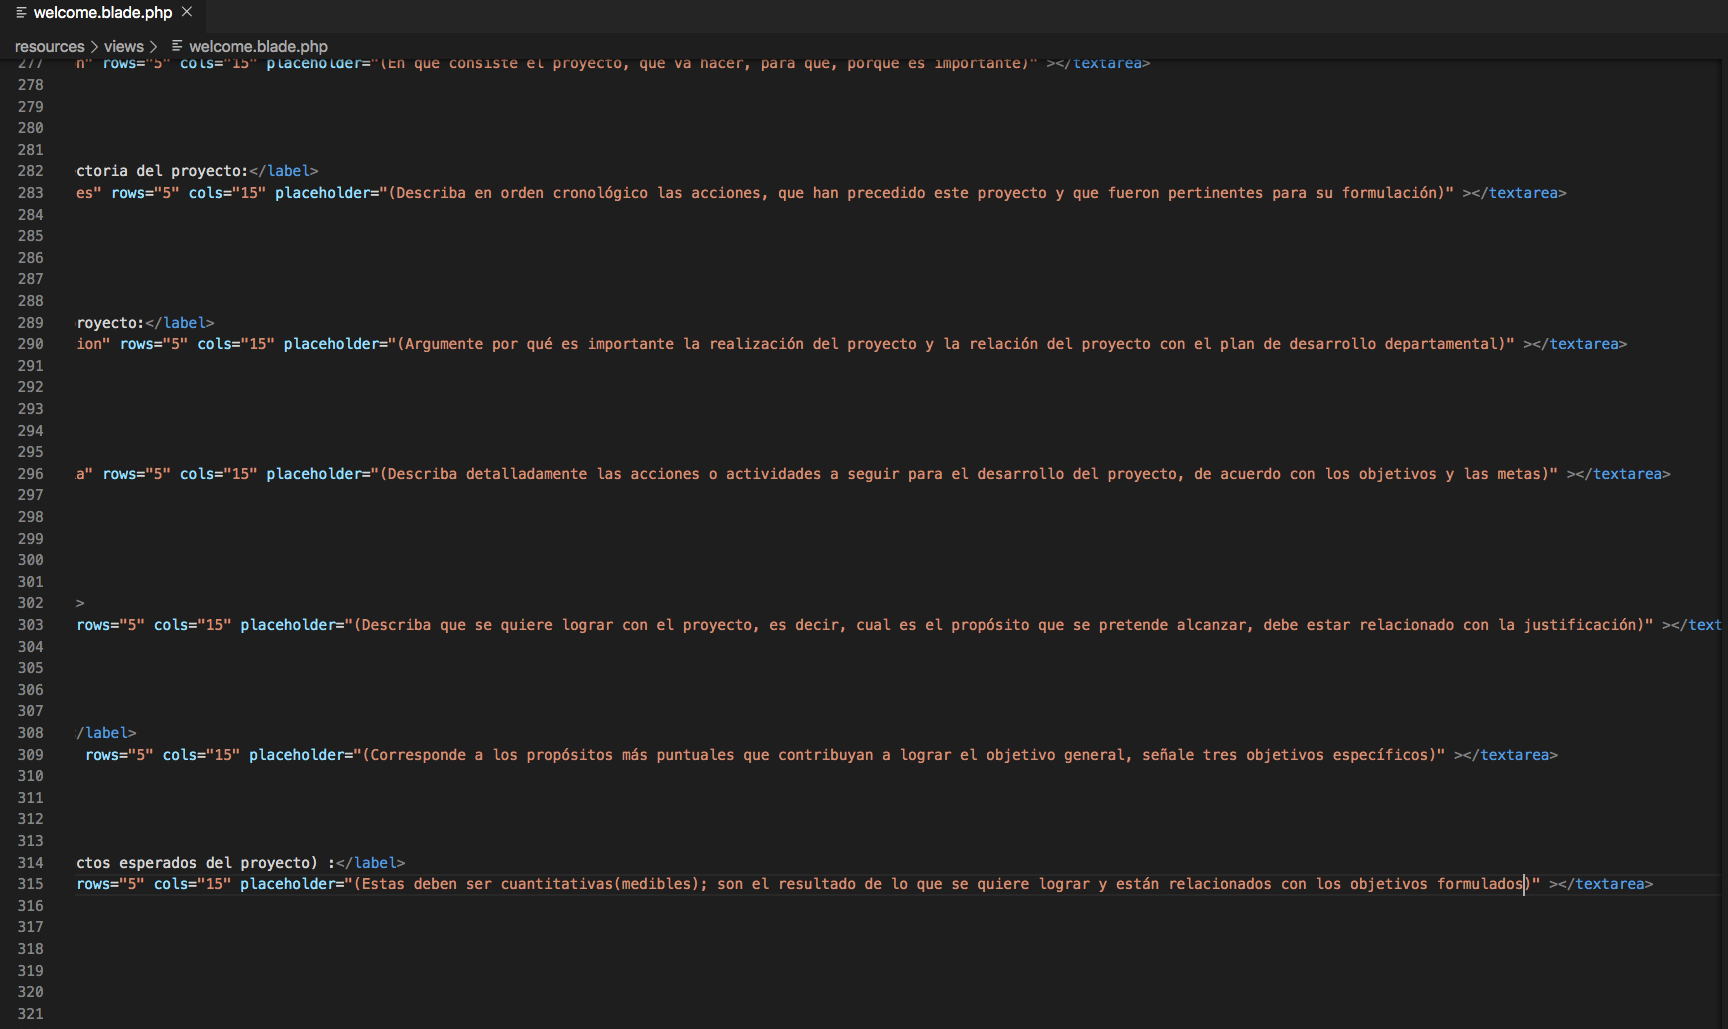 welcome.blade.php ×
resources > views > welcome.blade.php
277 n" rows="5" cols="15" placeholder="(En que consiste el proyecto, que va hacer, para que, porque es importante)" ></textarea>
278
279
280
281
282 ctoria del proyecto:</label>
283 es" rows="5" cols="15" placeholder="(Describa en orden cronológico las acciones, que han precedido este proyecto y que fueron pertinentes para su formulación)" ></textarea>
284
285
286
287
288
289 royecto:</label>
290 ion" rows="5" cols="15" placeholder="(Argumente por qué es importante la realización del proyecto y la relación del proyecto con el plan de desarrollo departamental)" ></textarea>
291
292
293
294
295
296 a" rows="5" cols="15" placeholder="(Describa detalladamente las acciones o actividades a seguir para el desarrollo del proyecto, de acuerdo con los objetivos y las metas)" ></textarea>
297
298
299
300
301
302 >
303 rows="5" cols="15" placeholder="(Describa que se quiere lograr con el proyecto, es decir, cual es el propósito que se pretende alcanzar, debe estar relacionado con la justificación)" ></text
304
305
306
307
308 /label>
309 rows="5" cols="15" placeholder="(Corresponde a los propósitos más puntuales que contribuyan a lograr el objetivo general, señale tres objetivos específicos)" ></textarea>
310
311
312
313
314 ctos esperados del proyecto) :</label>
315 rows="5" cols="15" placeholder="(Estas deben ser cuantitativas(medibles); son el resultado de lo que se quiere lograr y están relacionados con los objetivos formulados)" ></textarea>
316
317
318
319
320
321